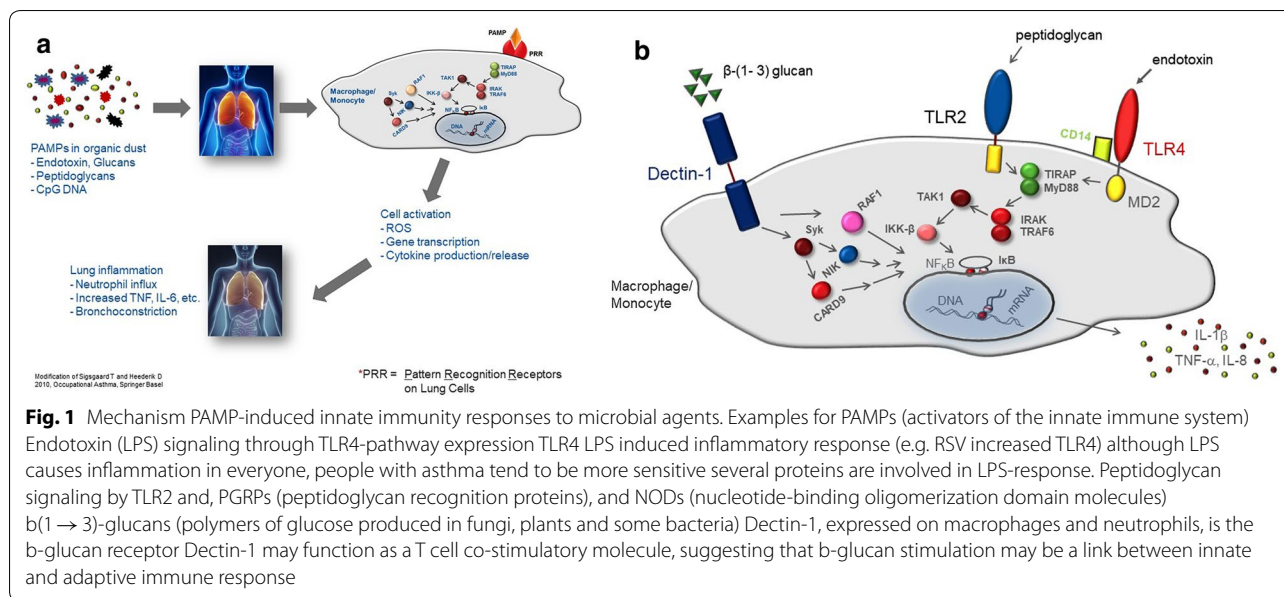 a
PAMP
PRR
TIRAP
MyD88
TAK1
RAF1
IKK-β
IRAK
TRAF6
Macrophage/
Monocyte
Syk
NIK
CARD9
NFκB
IκB
DNA
mRNA
PAMPs in organic dust
- Endotoxin, Glucans
- Peptidoglycans
- CpG DNA
Cell activation
- ROS
- Gene transcription
- Cytokine production/release
Lung inflammation
- Neutrophil influx
- Increased TNF, IL-6, etc.
- Bronchoconstriction
Modification of Sigsgaard T and Heederik D
2010, Occupational Asthma, Springer Basel
*PRR = Pattern Recognition Receptors
on Lung Cells
b
peptidoglycan
β-(1- 3) glucan
endotoxin
TLR2
CD14
TLR4
Dectin-1
TIRAP
MyD88
MD2
TAK1
RAF1
IRAK
TRAF6
Syk
IKK-β
NIK
NFκB
IκB
Macrophage/
Monocyte
CARD9
DNA
mRNA
IL-1β
TNF-α, IL-8
Fig. 1 Mechanism PAMP-induced innate immunity responses to microbial agents. Examples for PAMPs (activators of the innate immune system)
Endotoxin (LPS) signaling through TLR4-pathway expression TLR4 LPS induced inflammatory response (e.g. RSV increased TLR4) although LPS
causes inflammation in everyone, people with asthma tend to be more sensitive several proteins are involved in LPS-response. Peptidoglycan
signaling by TLR2 and, PGRPs (peptidoglycan recognition proteins), and NODs (nucleotide-binding oligomerization domain molecules)
b(1 → 3)-glucans (polymers of glucose produced in fungi, plants and some bacteria) Dectin-1, expressed on macrophages and neutrophils, is the
b-glucan receptor Dectin-1 may function as a T cell co-stimulatory molecule, suggesting that b-glucan stimulation may be a link between innate
and adaptive immune response